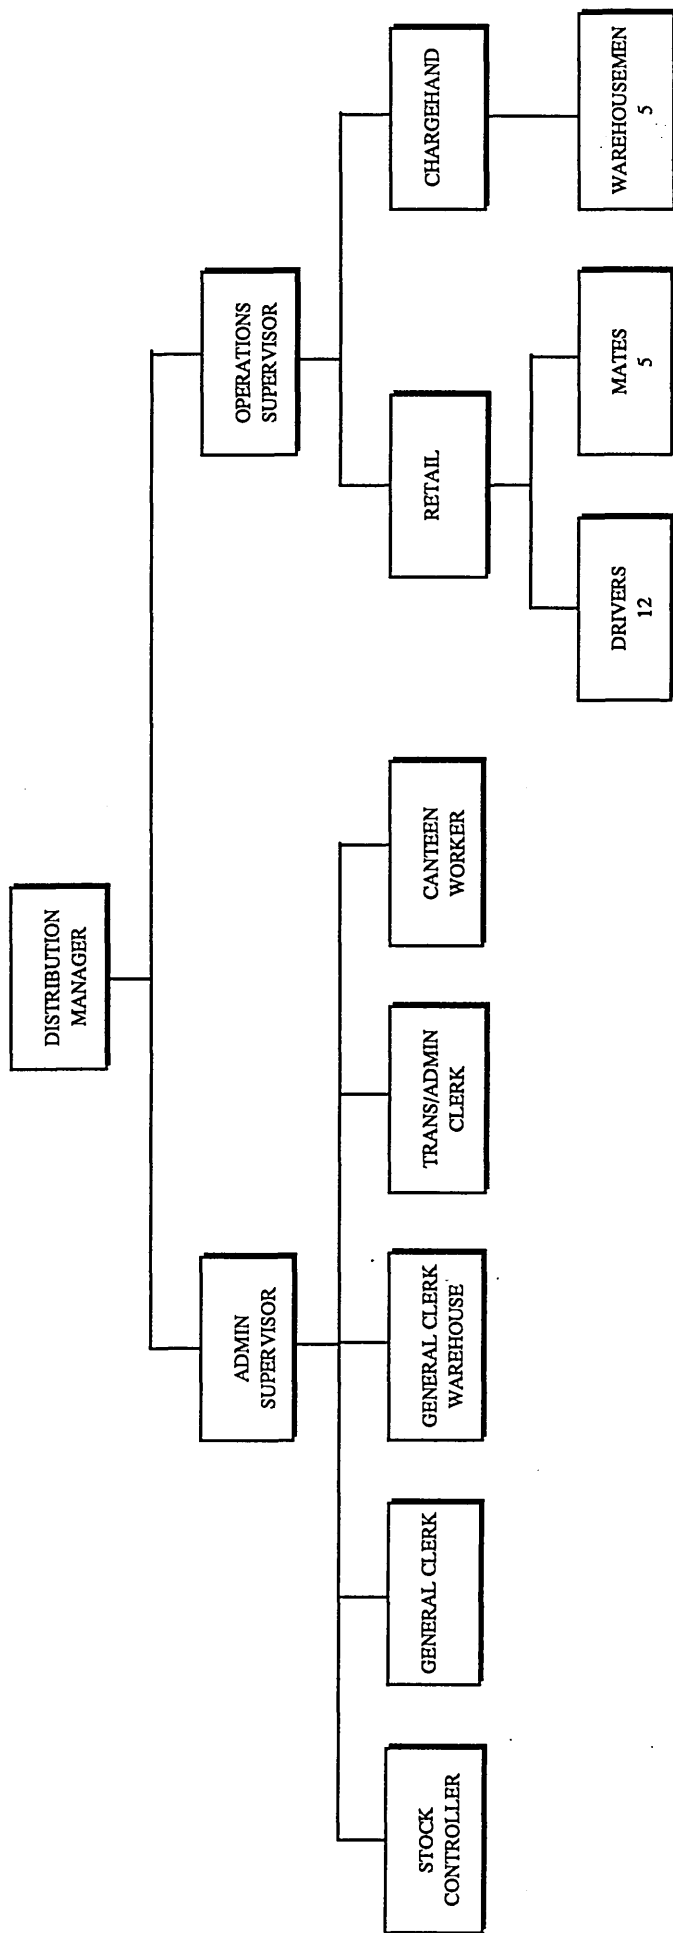 DISTRIBUTION
MANAGER
ADMIN
SUPERVISOR
OPERATIONS
SUPERVISOR
STOCK
CONTROLLER
GENERAL CLERK
GENERAL CLERK
WAREHOUSE
TRANS/ADMIN
CLERK
CANTEEN
WORKER
RETAIL
CHARGEHAND
DRIVERS
12
MATES
5
WAREHOUSEMEN
5